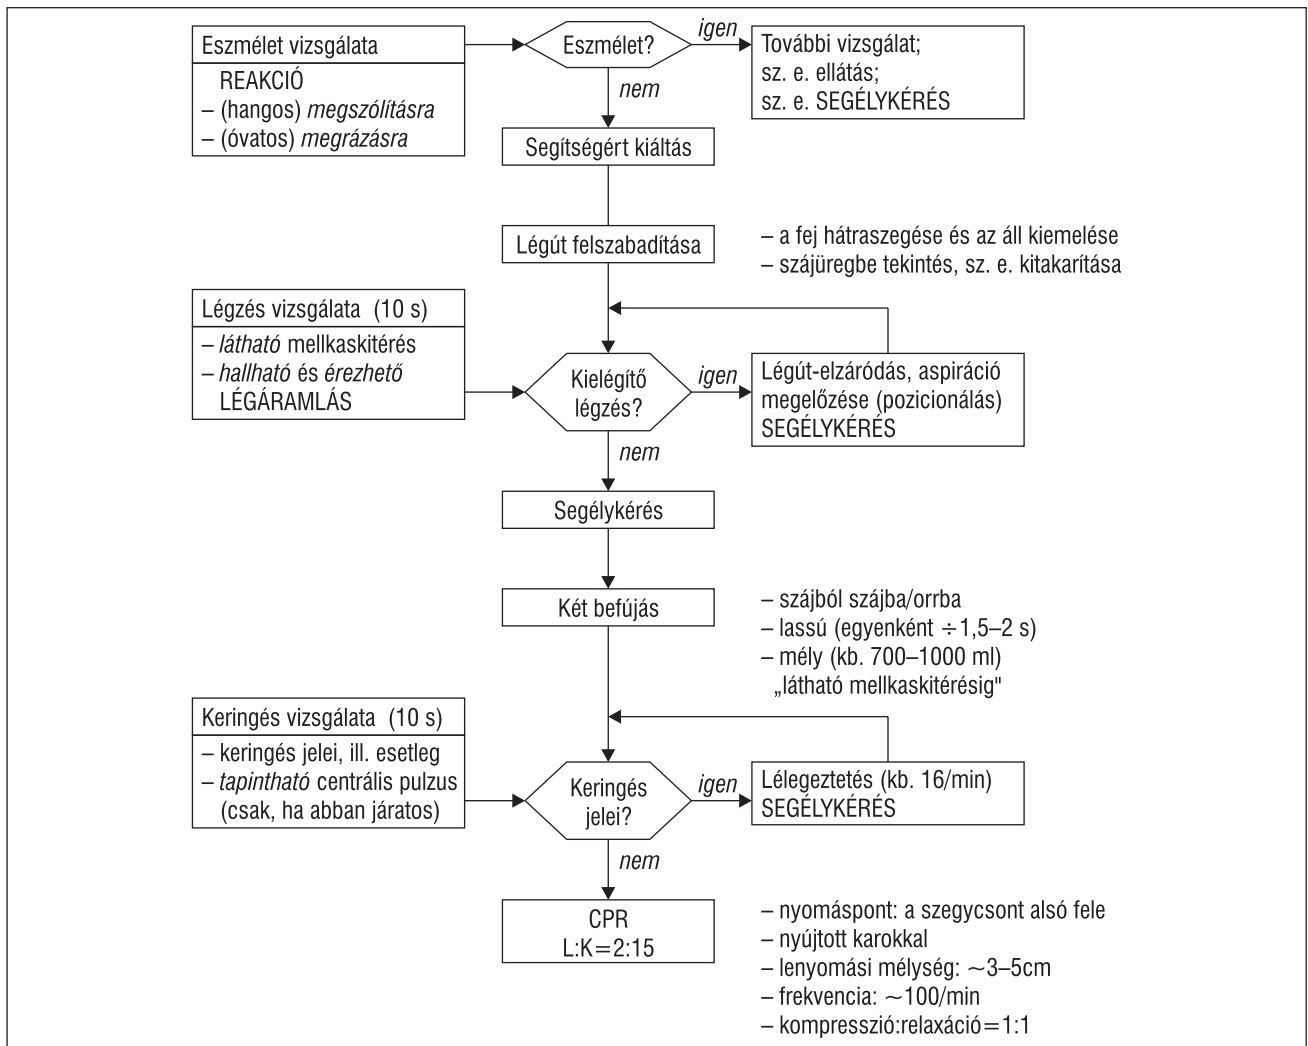 Eszmélet vizsgálata
REAKCIÓ
– (hangos) megszólításra
– (óvatos) megrázásra
Eszmélet?
igen
További vizsgálat;
sz. e. ellátás;
sz. e. SEGÉLYKÉRÉS
nem
Segítségért kiáltás
Légút felszabadítása
– a fej hátraszegése és az áll kiemelése
– szájüregbe tekintés, sz. e. kitakarítása
Légzés vizsgálata (10 s)
– látható mellkaskitérés
– hallható és érezhető
LÉGÁRAMLÁS
Kielégítő
légzés?
igen
Légút-elzáródás, aspiráció
megelőzése (pozicionálás)
SEGÉLYKÉRÉS
nem
Segélykérés
Két befújás
– szájból szájba/orrba
– lassú (egyenként ÷1,5–2 s)
– mély (kb. 700–1000 ml)
„látható mellkaskitérésig"
Keringés vizsgálata (10 s)
– keringés jelei, ill. esetleg
– tapintható centrális pulzus
(csak, ha abban járatos)
Keringés
jelei?
igen
Lélegeztetés (kb. 16/min)
SEGÉLYKÉRÉS
nem
CPR
L:K=2:15
– nyomáspont: a szegycsont alsó fele
– nyújtott karokkal
– lenyomási mélység: ~3–5cm
– frekvencia: ~100/min
– kompresszió:relaxáció=1:1